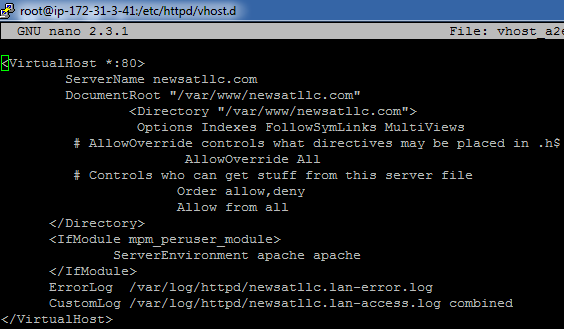 root@ip-172-31-3-41:/etc/httpd/vhost.d
GNU nano 2.3.1 File: vhost_a2e
<VirtualHost *:80>
ServerName newsatllc.com
DocumentRoot "/var/www/newsatllc.com"
<Directory "/var/www/newsatllc.com">
Options Indexes FollowSymLinks MultiViews
# AllowOverride controls what directives may be placed in .h$
AllowOverride All
# Controls who can get stuff from this server file
Order allow,deny
Allow from all
</Directory>
<IfModule mpm_peruser_module>
ServerEnvironment apache apache
</IfModule>
ErrorLog /var/log/httpd/newsatllc.lan-error.log
CustomLog /var/log/httpd/newsatllc.lan-access.log combined
</VirtualHost>